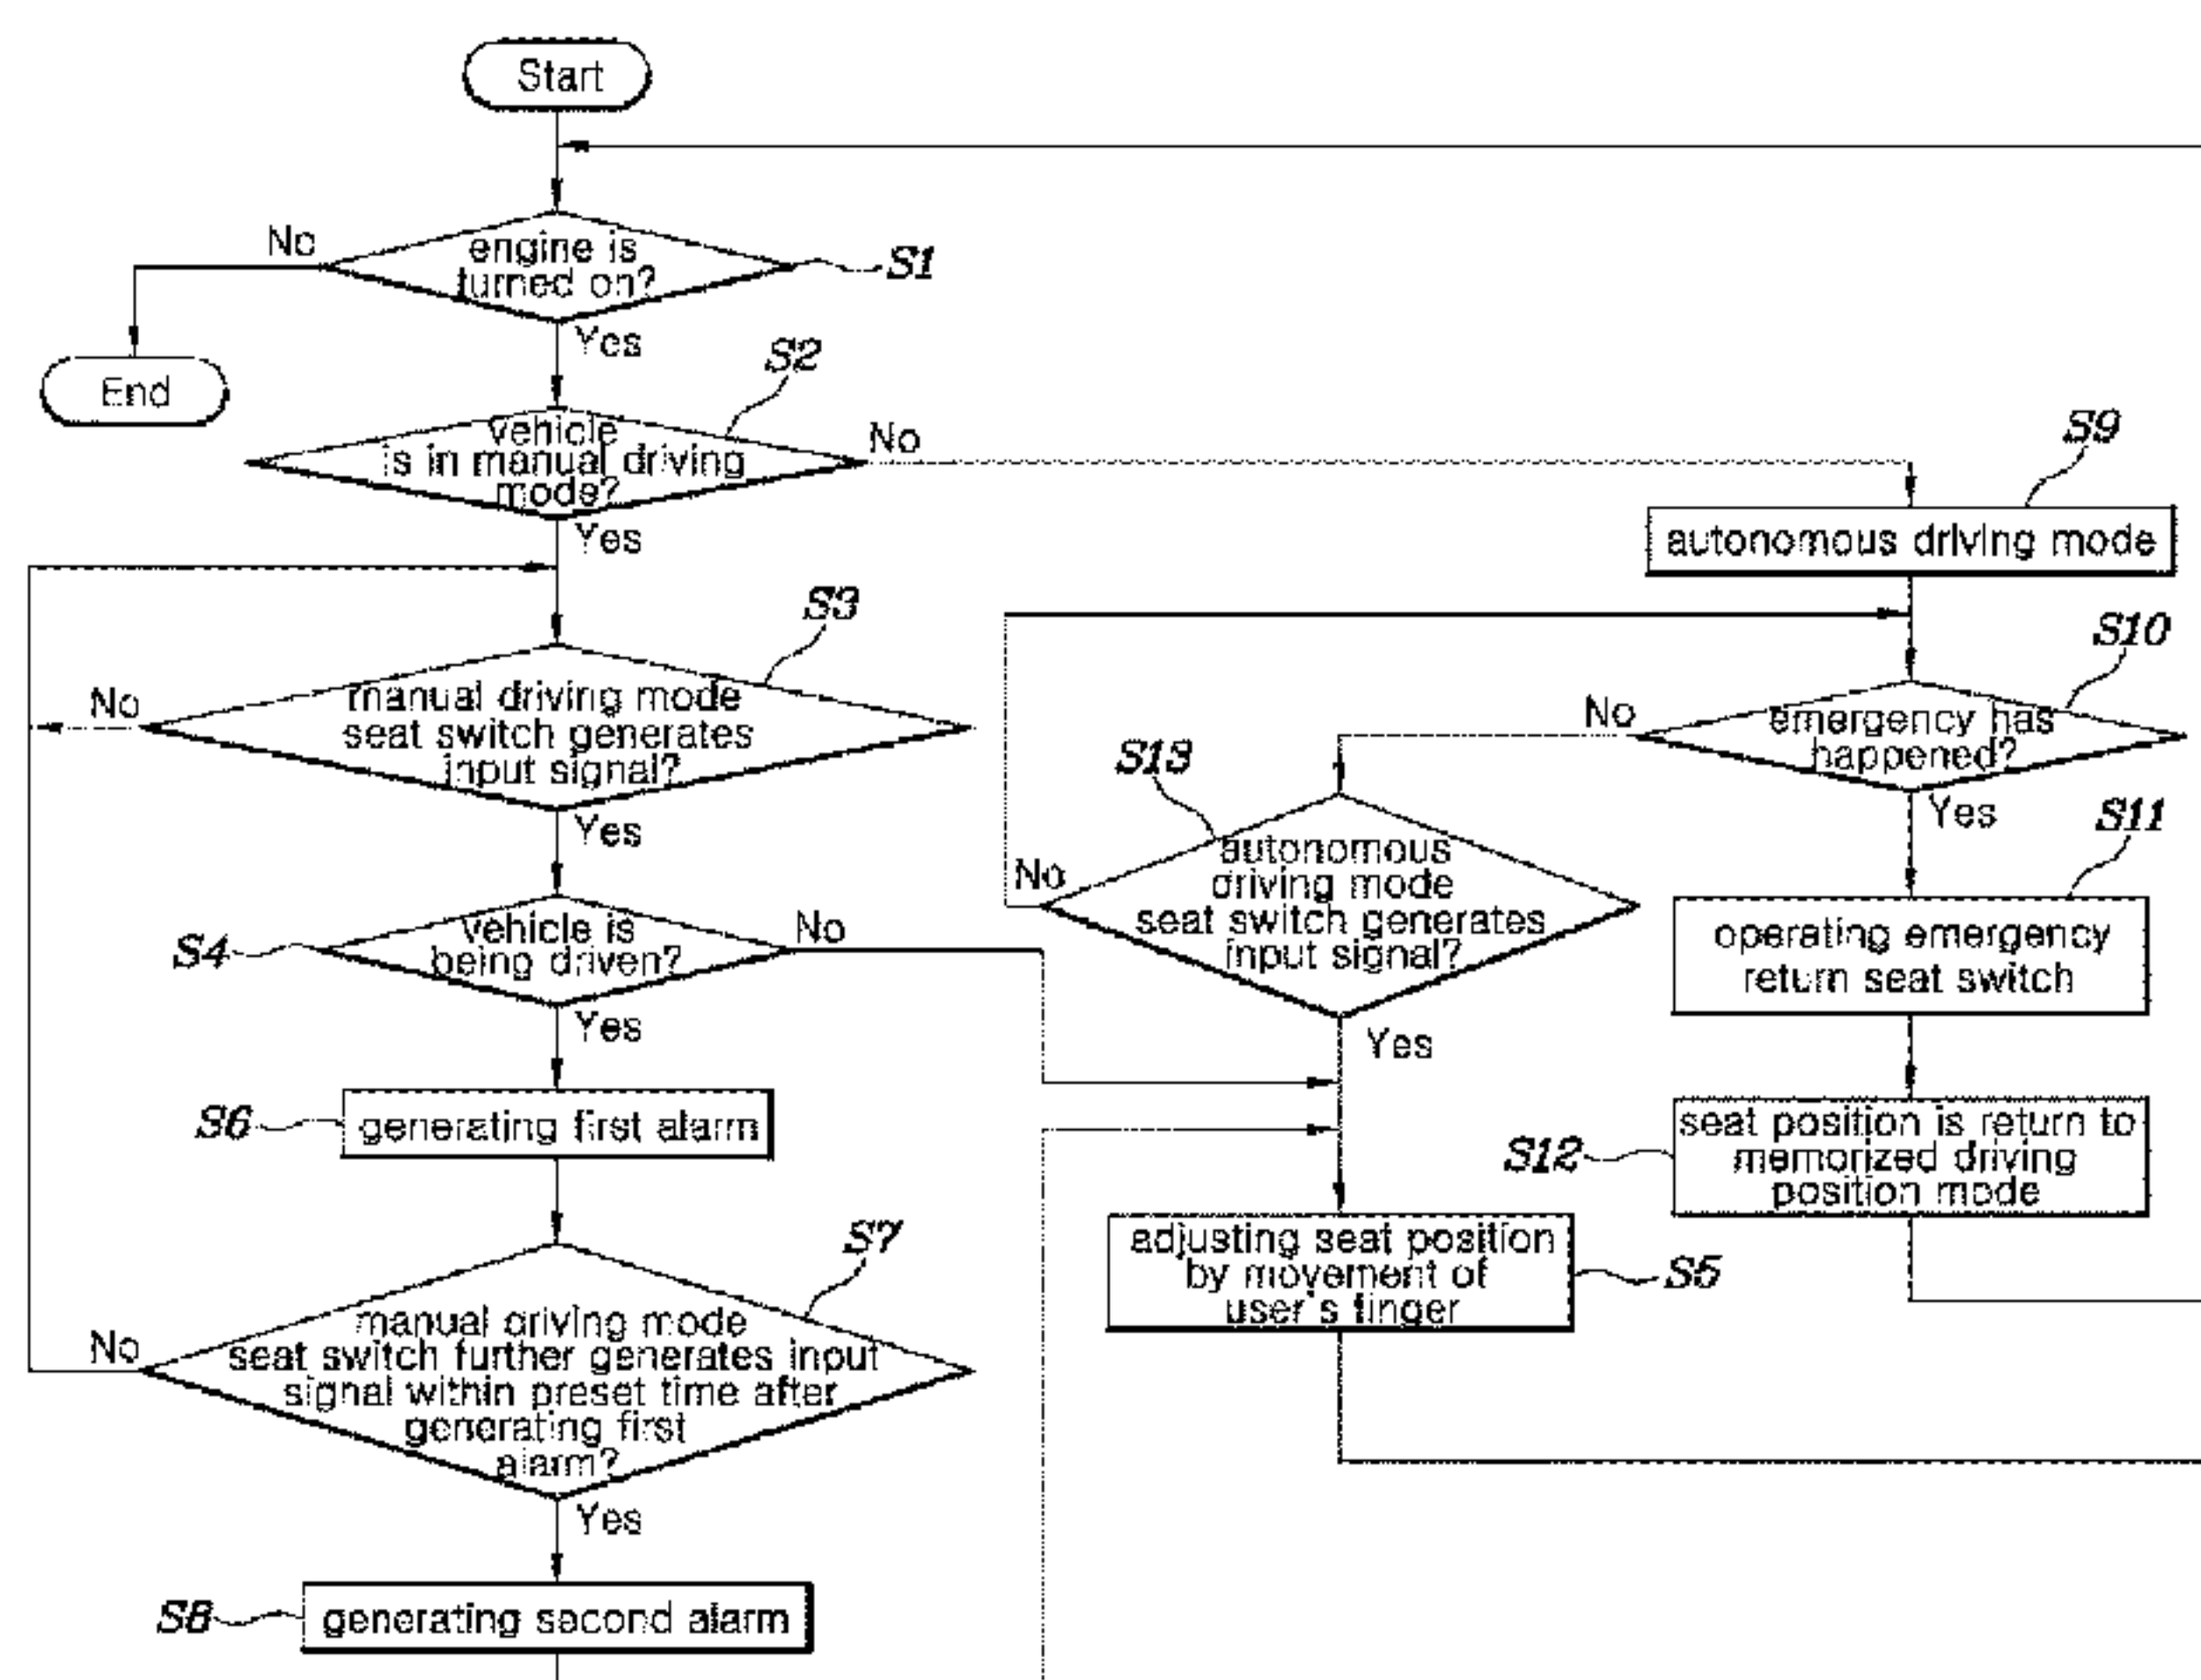 Start
No
engine is
turned on?
S1
Yes
End
S2
vehicle
is in manual driving
mode?
No
Yes
S9
autonomous driving mode
S3
No
manual driving mode
seat switch generates
input signal?
Yes
S10
No
emergency has
happened?
Yes
S13
No
autonomous
driving mode
seat switch generates
input signal?
Yes
S11
operating emergency
return seat switch
S4
vehicle is
being driven?
No
Yes
S6
generating first alarm
S12
seat position is return to
memorized driving
position mode
adjusting seat position
by movement of
user's finger
S5
S7
No
manual driving mode
seat switch further generates input
signal within preset time after
generating first
alarm?
Yes
S8
generating second alarm